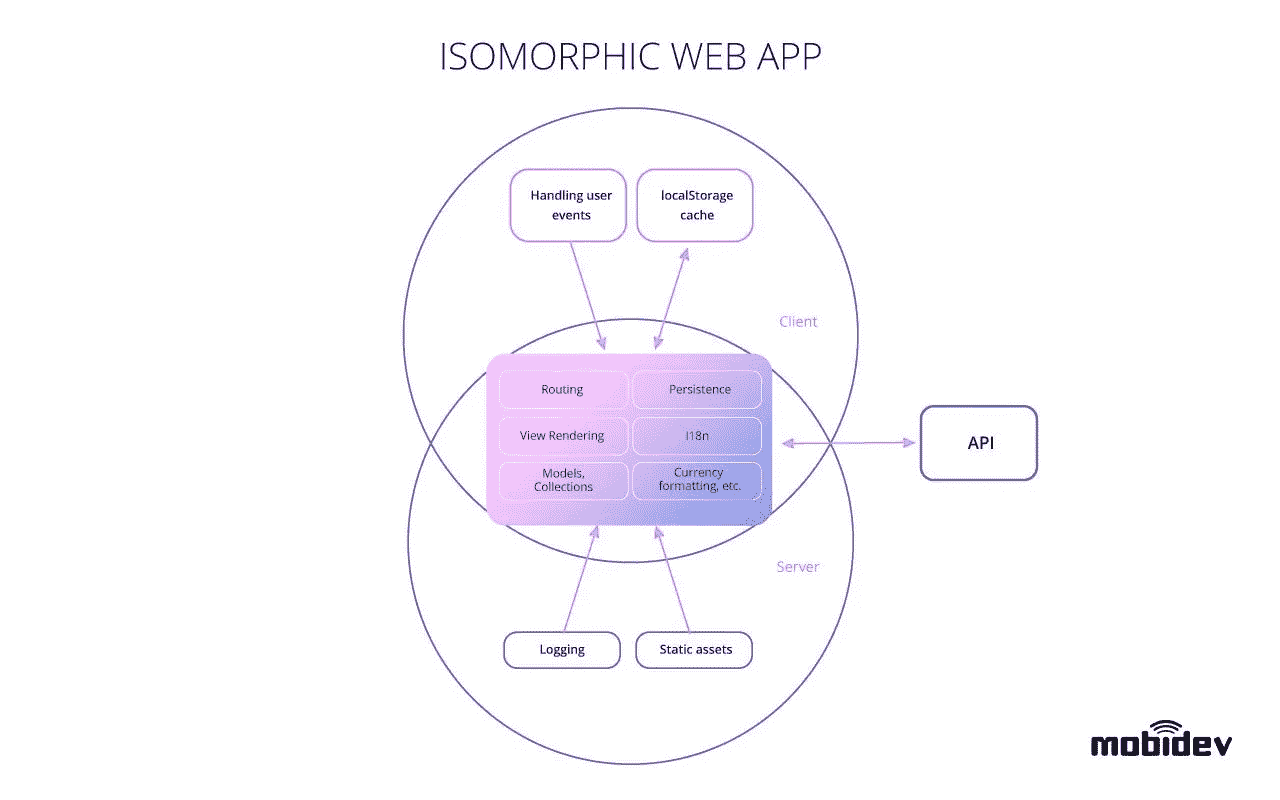 ISOMORPHIC WEB APP
Handling user
events
localStorage
cache
Client
Routing
Persistence
View Rendering
I18n
Models,
Collections
Currency
formatting, etc.
API
Server
Logging
Static assets
mobidev